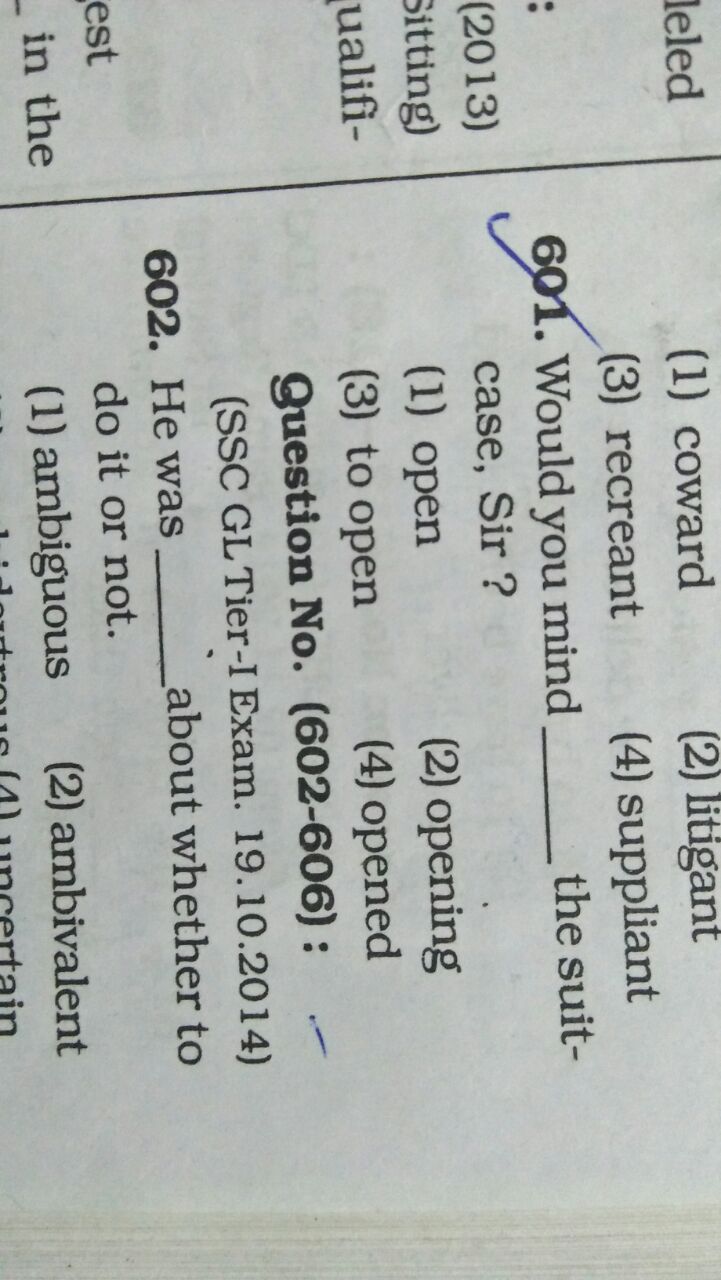 leled
:
(2013)
Sitting)
qualifi-
est
in the
(1) coward (2) litigant
(3) recreant (4) suppliant
601. Would you mind ______ the suit-
case, Sir ?
(1) open (2) opening
(3) to open (4) opened
Question No. (602-606) :
(SSC GL Tier-I Exam. 19.10.2014)
602. He was ______ about whether to
do it or not.
(1) ambiguous (2) ambivalent
(4) uncertain